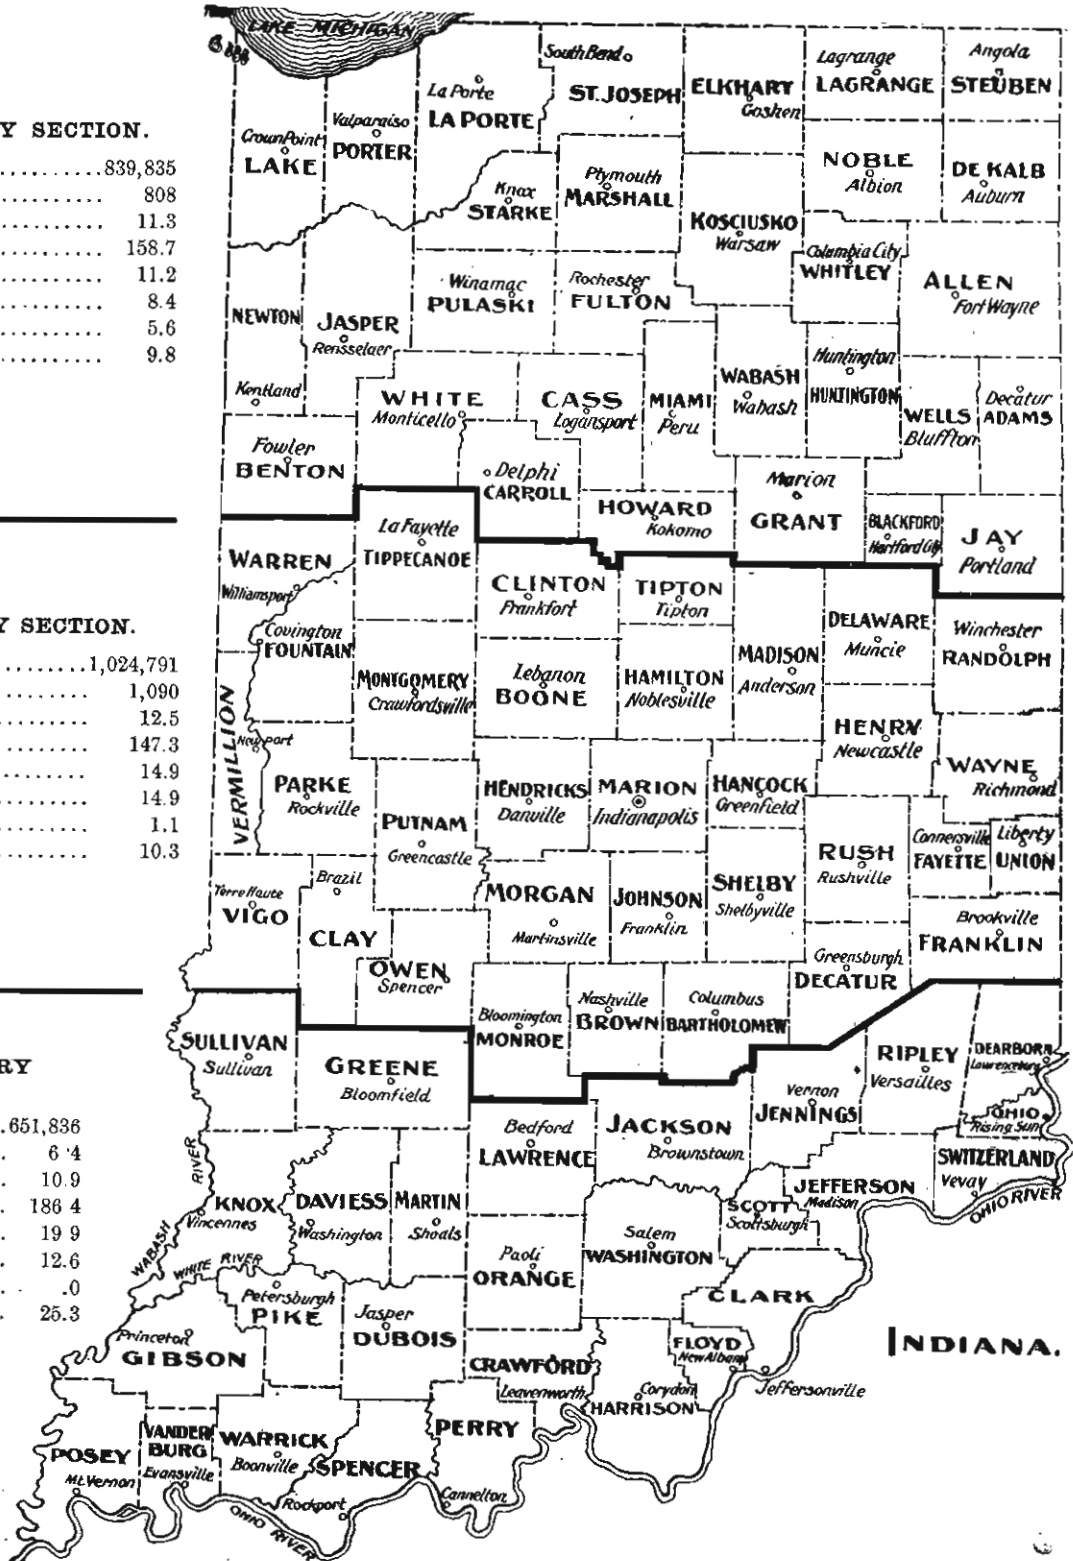 LAKE MICHIGAN
Y SECTION.
..........839,835
.......... 808
.......... 11.3
.......... 158.7
.......... 11.2
.......... 8.4
.......... 5.6
.......... 9.8
Y SECTION.
........1,024,791
.......... 1,090
.......... 12.5
.......... 147.3
.......... 14.9
.......... 14.9
.......... 1.1
.......... 10.3
RY
.651,836
. 6 4
. 10.9
. 186 4
. 19 9
. 12.6
. .0
. 25.3
Crown Point
LAKE
Valparaiso
PORTER
La Porte
LA PORTE
South Bend
ST. JOSEPH
ELKHART
Goshen
Lagrange
LAGRANGE
Angola
STEUBEN
Knox
STARKE
Plymouth
MARSHALL
KOSCIUSKO
Warsaw
NOBLE
Albion
DE KALB
Auburn
Columbia City
WHITLEY
ALLEN
Fort Wayne
NEWTON
Kentland
JASPER
Rensselaer
Winamac
PULASKI
Rochester
FULTON
WHITE
Monticello
CASS
Logansport
MIAMI
Peru
WABASH
Wabash
Huntington
HUNTINGTON
WELLS
Bluffton
Decatur
ADAMS
Fowler
BENTON
Delphi
CARROLL
HOWARD
Kokomo
Marion
GRANT
BLACKFORD
Hartford City
JAY
Portland
WARREN
Williamsport
La Fayette
TIPPECANOE
CLINTON
Frankfort
TIPTON
Tipton
Covington
FOUNTAIN
MONTGOMERY
Crawfordsville
Lebanon
BOONE
HAMILTON
Noblesville
MADISON
Anderson
DELAWARE
Muncie
Winchester
RANDOLPH
VERMILLION
Newport
PARKE
Rockville
PUTNAM
Greencastle
HENDRICKS
Danville
MARION
Indianapolis
HANCOCK
Greenfield
HENRY
Newcastle
WAYNE
Richmond
RUSH
Rushville
Connersville
FAYETTE
Liberty
UNION
Terre Haute
VIGO
Brazil
CLAY
OWEN
Spencer
MORGAN
Martinsville
JOHNSON
Franklin
SHELBY
Shelbyville
Greensburgh
DECATUR
Brookville
FRANKLIN
SULLIVAN
Sullivan
GREENE
Bloomfield
Bloomington
MONROE
Nashville
BROWN
Columbus
BARTHOLOMEW
Vernon
JENNINGS
RIPLEY
Versailles
DEARBORN
Lawrenceburg
OHIO
Rising Sun
Bedford
LAWRENCE
JACKSON
Brownstown
JEFFERSON
Madison
SWITZERLAND
Vevay
OHIO RIVER
SCOTT
Scottsburgh
WABASH RIVER
KNOX
Vincennes
DAVIESS
Washington
MARTIN
Shoals
WHITE RIVER
Paoli
ORANGE
Salem
WASHINGTON
CLARK
Petersburgh
PIKE
Jasper
DUBOIS
Princeton
GIBSON
CRAWFORD
Leavenworth
FLOYD
New Albany
Jeffersonville
INDIANA.
Corydon
HARRISON
POSEY
Mt. Vernon
VANDER
BURG
Evansville
WARRICK
Boonville
SPENCER
Rockport
PERRY
Cannelton
OHIO RIVER